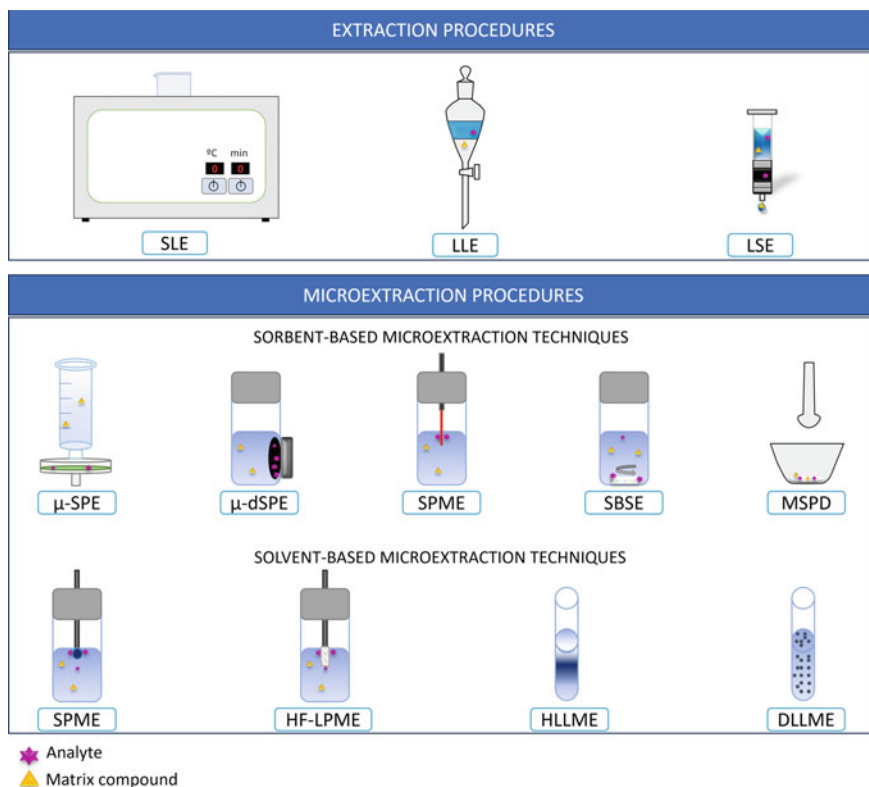 EXTRACTION PROCEDURES
ºC min
0 0
SLE
LLE
LSE
MICROEXTRACTION PROCEDURES
SORBENT-BASED MICROEXTRACTION TECHNIQUES
µ-SPE
µ-dSPE
SPME
SBSE
MSPD
SOLVENT-BASED MICROEXTRACTION TECHNIQUES
SPME
HF-LPME
HLLME
DLLME
Analyte
Matrix compound